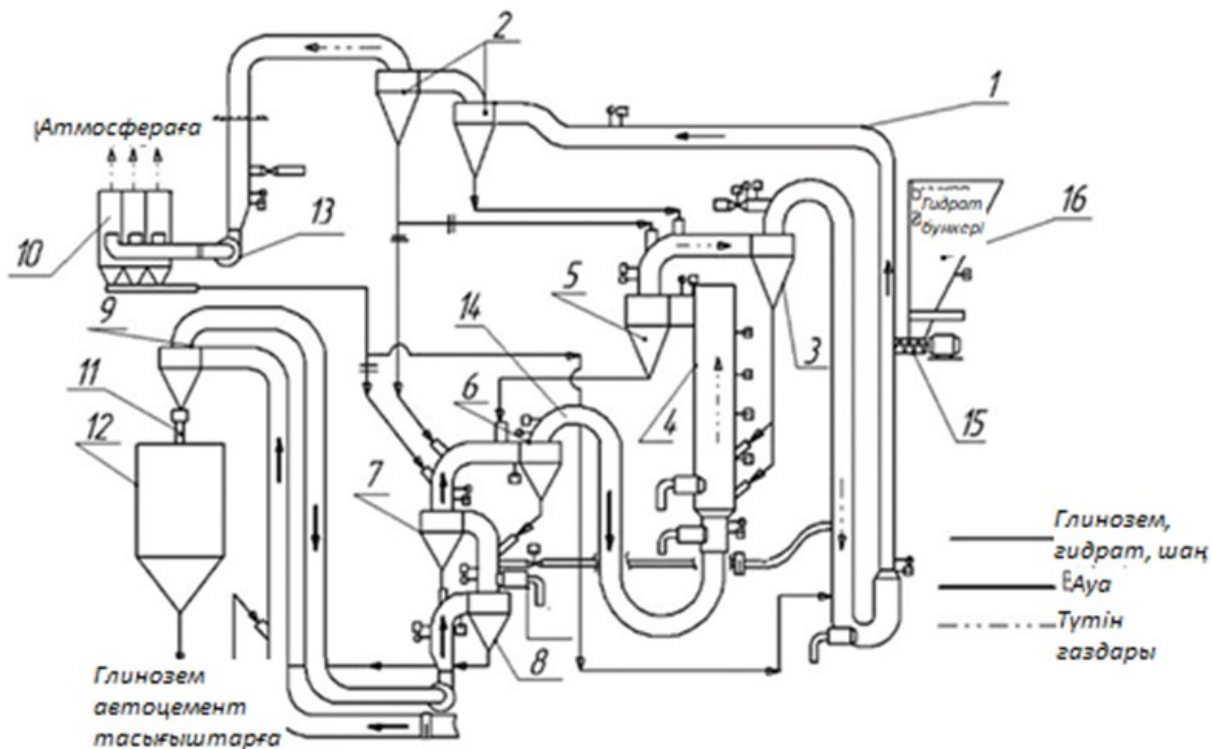 2
1
Атмосфераға
Гидрат
бункері
16
13
10
5
9
14
3
11
6
4
15
12
7
Глинозем,
гидрат, шаң
Ауа
8
Түтін
газдары
Глинозем
автоцемент
тасығыштарға